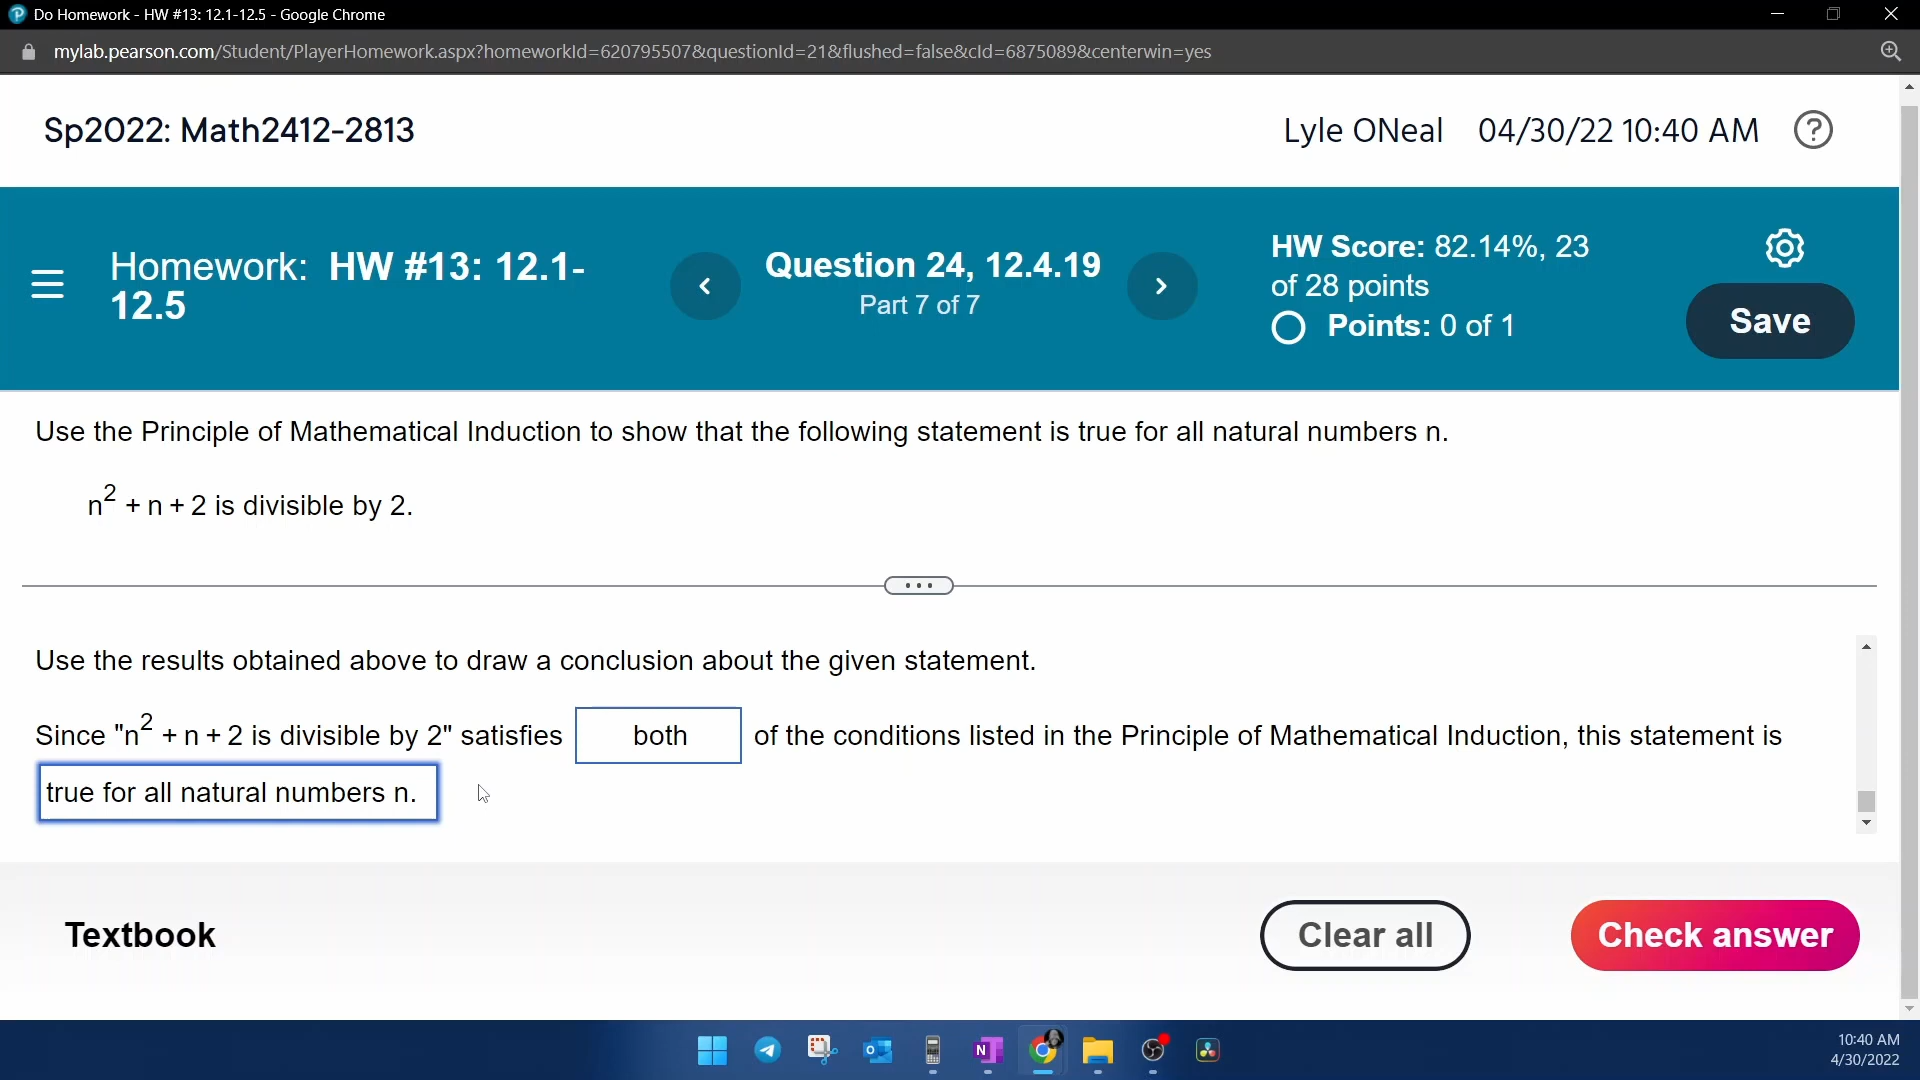 Do Homework - HW #13: 12.1-12.5 - Google Chrome
mylab.pearson.com/Student/PlayerHomework.aspx?homeworkId=620795507&questionId=21&flushed=false&cId=6875089&centerwin=yes
Sp2022: Math2412-2813
Lyle ONeal 04/30/22 10:40 AM ?
Homework: HW #13: 12.1-
12.5
Question 24, 12.4.19
Part 7 of 7
HW Score: 82.14%, 23
of 28 points
Points: 0 of 1
Save
Use the Principle of Mathematical Induction to show that the following statement is true for all natural numbers n.
n² + n + 2 is divisible by 2.
Use the results obtained above to draw a conclusion about the given statement.
Since "n² + n + 2 is divisible by 2" satisfies both of the conditions listed in the Principle of Mathematical Induction, this statement is
true for all natural numbers n.
Textbook
Clear all
Check answer
10:40 AM
4/30/2022